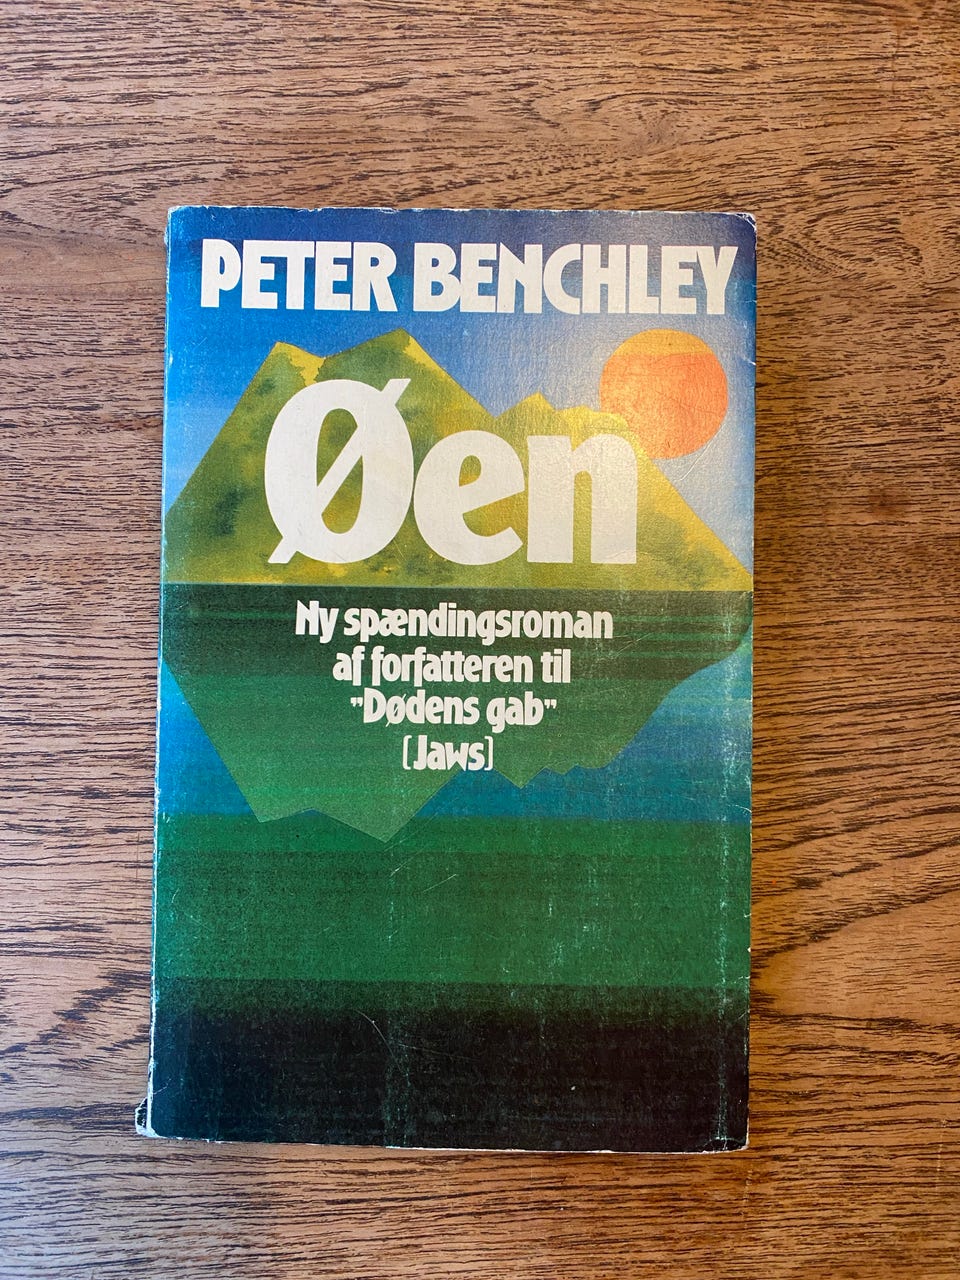 PETER BENCHLEY
Øen
Ny spændingsroman
af forfatteren til
"Dødens gab"
(Jaws)